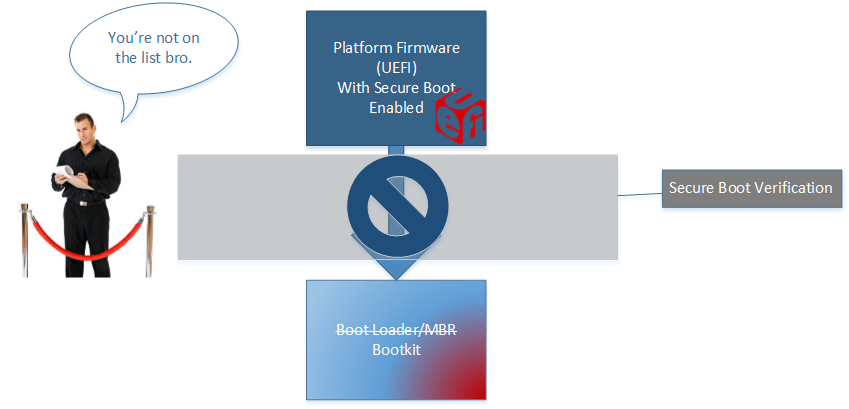 You're not on
the list bro.
Platform Firmware
(UEFI)
With Secure Boot
Enabled
UEFI
Secure Boot Verification
Boot Loader/MBR
Bootkit